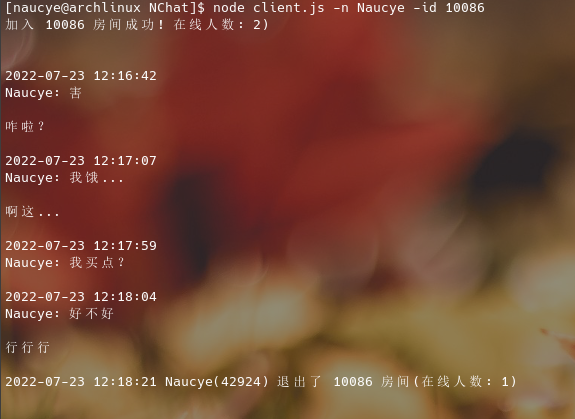 [naucye@archlinux NChat]$ node client.js -n Naucye -id 10086
加入 10086 房间成功! 在线人数: 2)
2022-07-23 12:16:42
Naucye: 害
咋啦?
2022-07-23 12:17:07
Naucye: 我饿...
啊这...
2022-07-23 12:17:59
Naucye: 我买点?
2022-07-23 12:18:04
Naucye: 好不好
行行行
2022-07-23 12:18:21 Naucye(42924) 退出了 10086 房间(在线人数: 1)